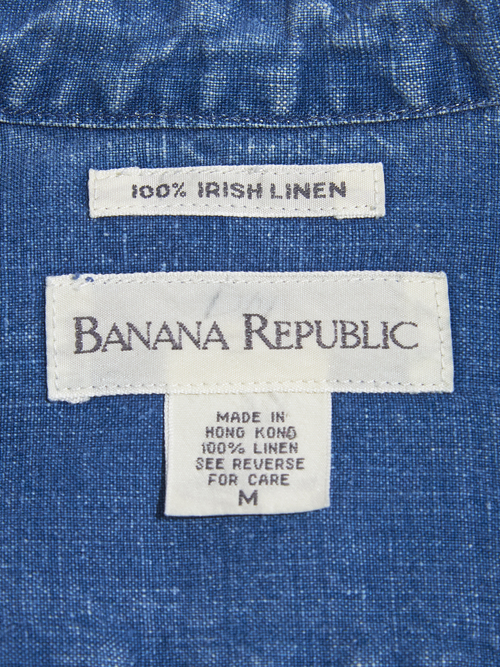 100% IRISH LINEN
BANANA REPUBLIC
MADE IN
HONG KONG
100% LINEN
SEE REVERSE
FOR CARE
M